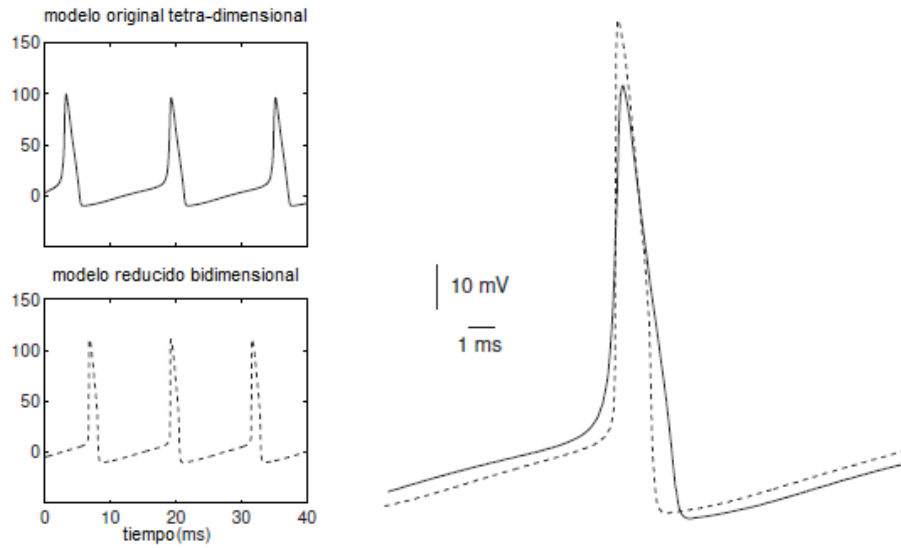 modelo original tetra-dimensional
150
100
50
0
modelo reducido bidimensional
150
100
50
0
0 10 20 30 40
tiempo(ms)
10 mV
1 ms